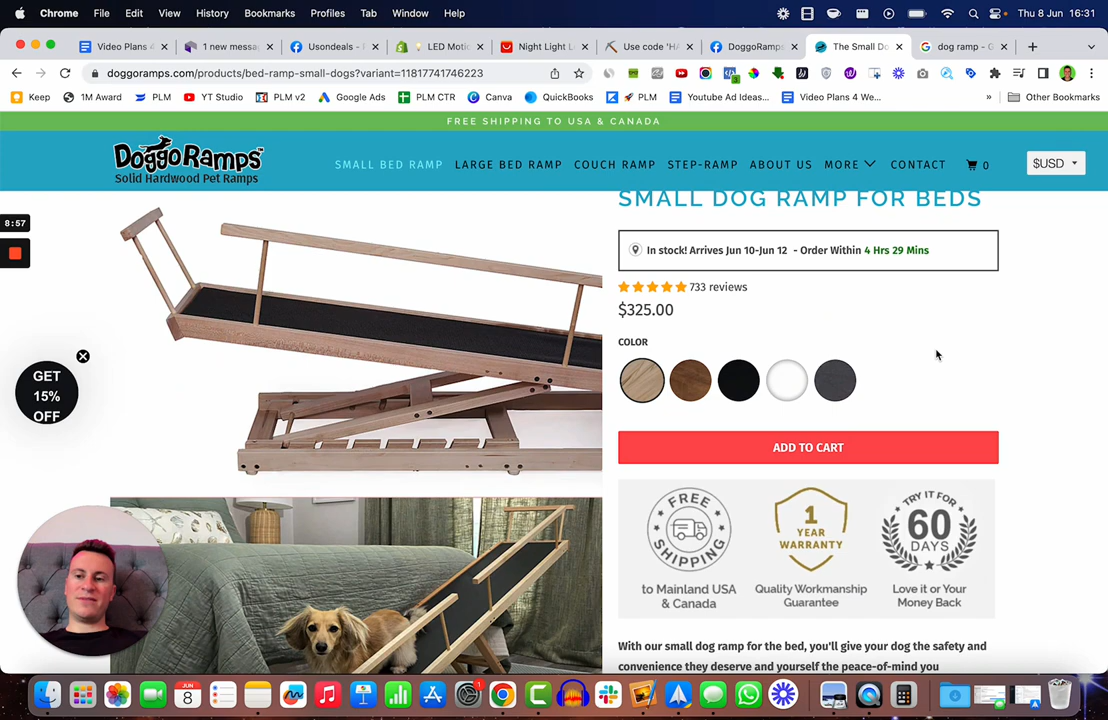 Chrome File Edit View History Bookmarks Profiles Tab Window Help
Thu 8 Jun 16:31
Video Plans 4
1 new messa
Usondeals -
LED Motio
Night Light L
Use code 'HA
DoggoRamps
The Small Do
dog ramp - G
doggoramps.com/products/bed-ramp-small-dogs?variant=11817741746223
Keep 1M Award PLM YT Studio PLM v2 Google Ads PLM CTR Canva QuickBooks PLM Youtube Ad Ideas... Video Plans 4 We... » Other Bookmarks
FREE SHIPPING TO USA & CANADA
DOGGORAMPS™
Solid Hardwood Pet Ramps
SMALL BED RAMP LARGE BED RAMP COUCH RAMP STEP-RAMP ABOUT US MORE CONTACT 0 $USD
SMALL DOG RAMP FOR BEDS
8:57
In stock! Arrives Jun 10-Jun 12 - Order Within 4 Hrs 29 Mins
733 reviews
$325.00
COLOR
GET
15%
OFF
ADD TO CART
FREE
SHIPPING
to Mainland USA
& Canada
1
YEAR
WARRANTY
Quality Workmanship
Guarantee
TRY IT FOR
60
DAYS
Love it or Your
Money Back
With our small dog ramp for the bed, you'll give your dog the safety and
convenience they deserve and yourself the peace-of-mind you
JUN
8
1